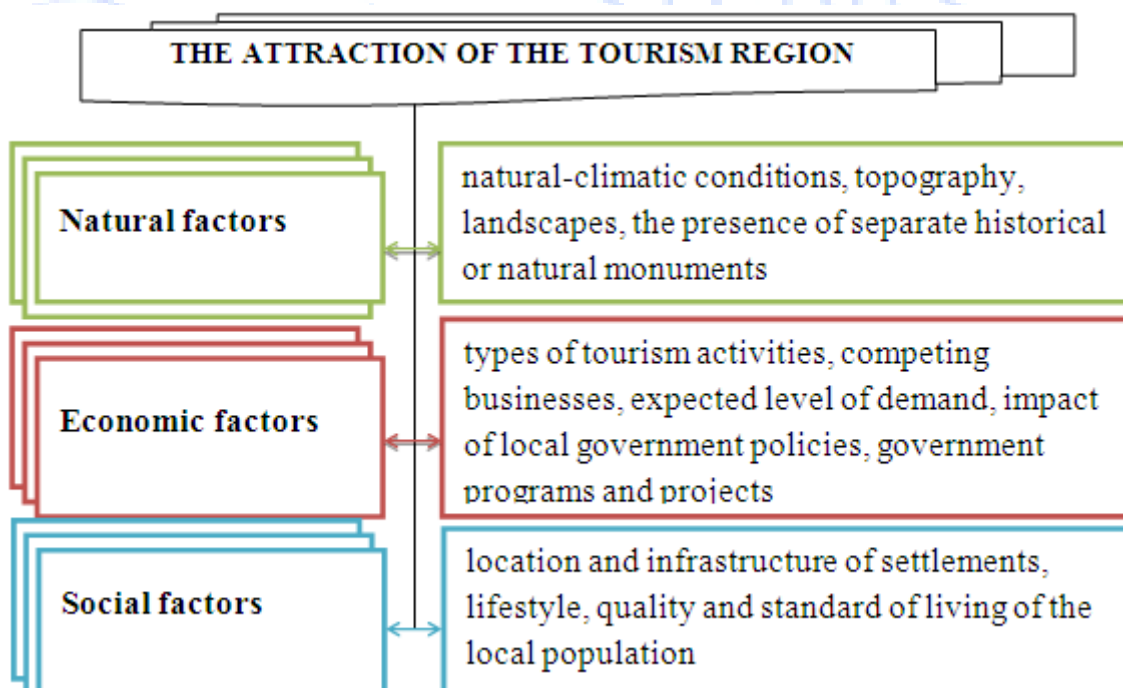 THE ATTRACTION OF THE TOURISM REGION
Natural factors
natural-climatic conditions, topography,
landscapes, the presence of separate historical
or natural monuments
Economic factors
types of tourism activities, competing
businesses, expected level of demand, impact
of local government policies, government
programs and projects
Social factors
location and infrastructure of settlements,
lifestyle, quality and standard of living of the
local population